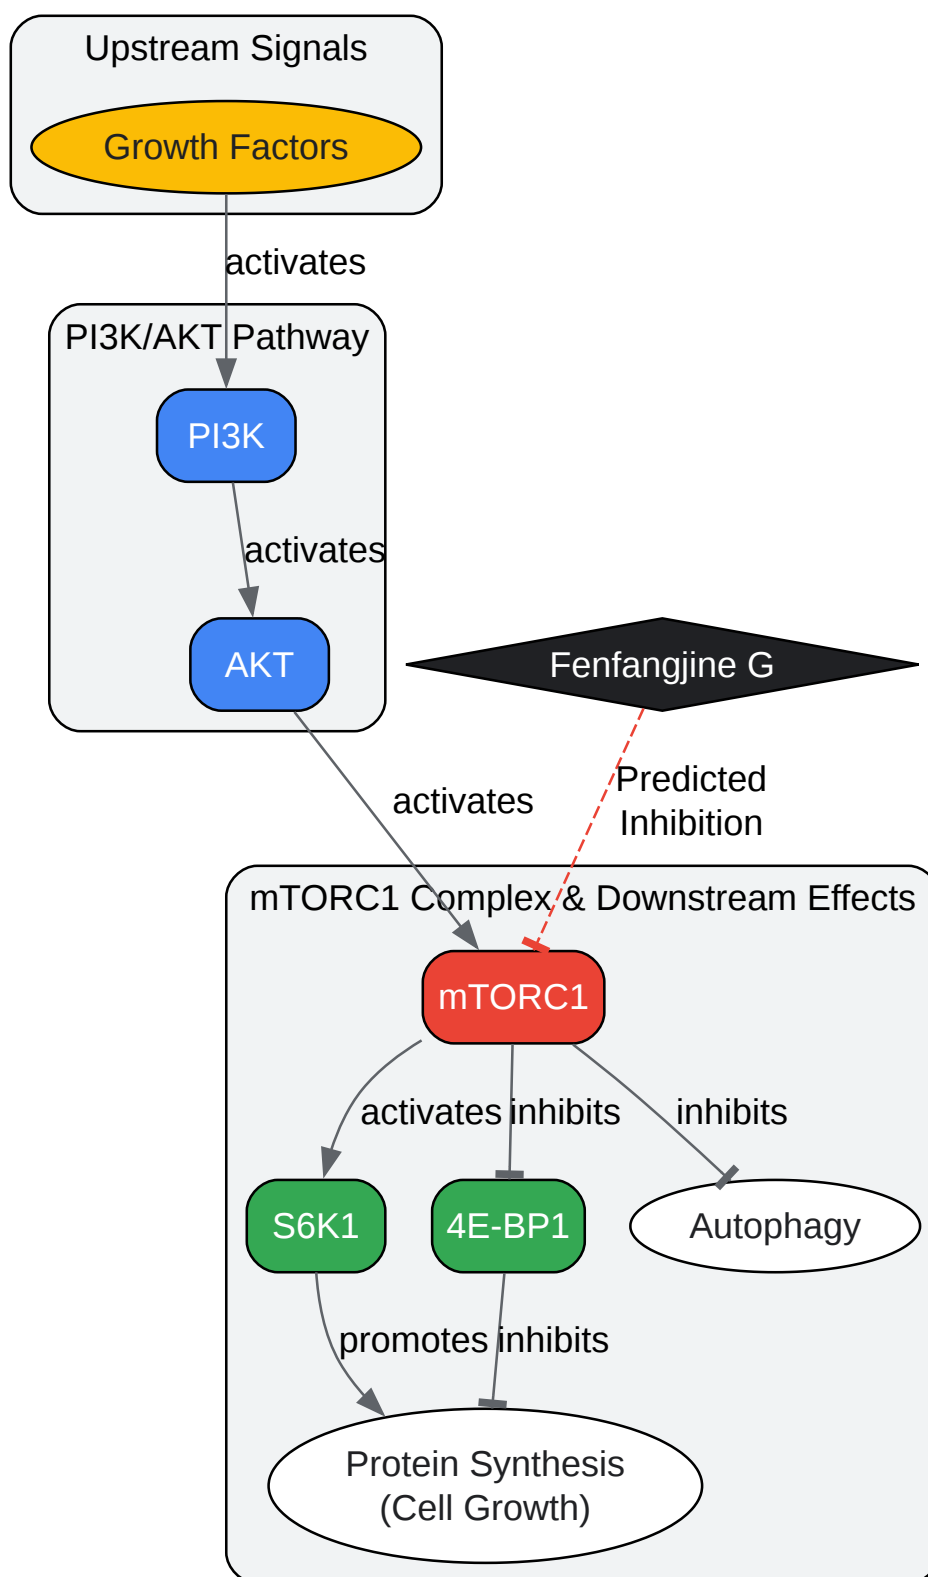 Upstream Signals
Growth Factors
activates
PI3K/AKT Pathway
PI3K
activates
AKT
Fenfangjine G
activates
Predicted
Inhibition
mTORC1 Complex & Downstream Effects
mTORC1
activates
inhibits
inhibits
S6K1
4E-BP1
Autophagy
promotes
inhibits
Protein Synthesis
(Cell Growth)